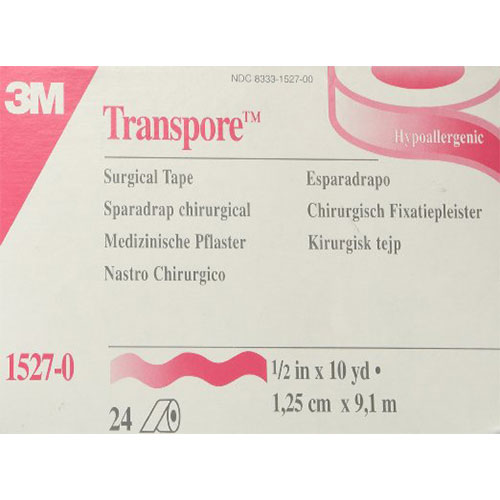 NDC 8333-1527-00
3M
Transpore™
Hypoallergenic
Surgical Tape
Esparadrapo
Sparadrap chirurgical
Chirurgisch Fixatiepleister
Medizinische Pflaster
Kirurgisk tejp
Nastro Chirurgico
1527-0
1/2 in x 10 yd •
1,25 cm x 9,1 m
24